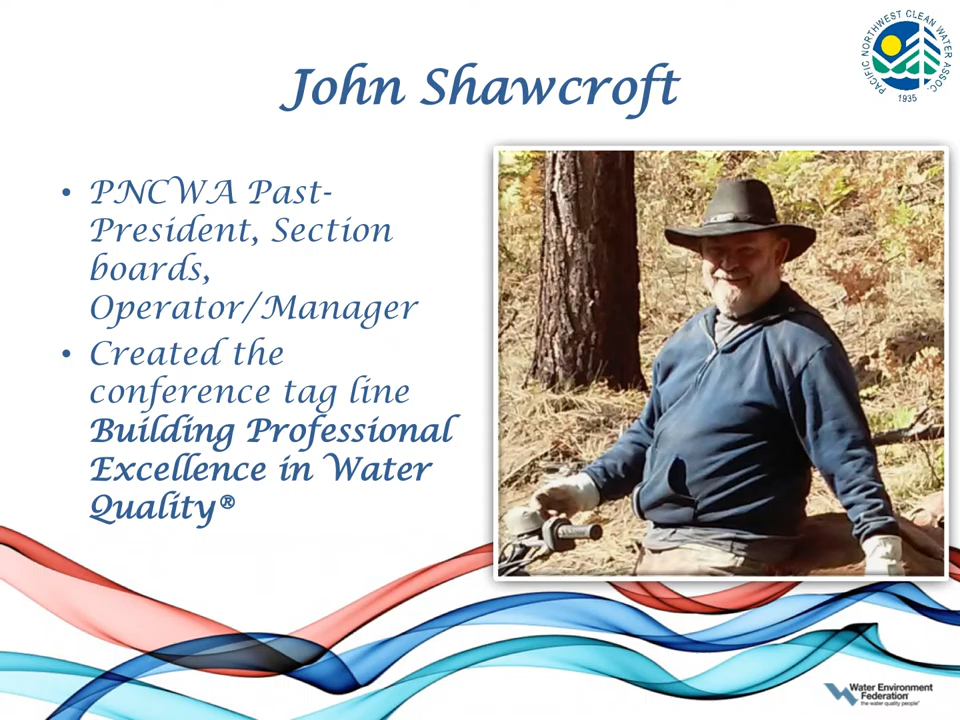 PACIFIC NORTHWEST CLEAN WATER ASSOC.
1935
John Shawcroft
• PNCWA Past-
President, Section
boards,
Operator/Manager
• Created the
conference tag line
Building Professional
Excellence in Water
Quality®
Water Environment
Federation™
the water quality people®